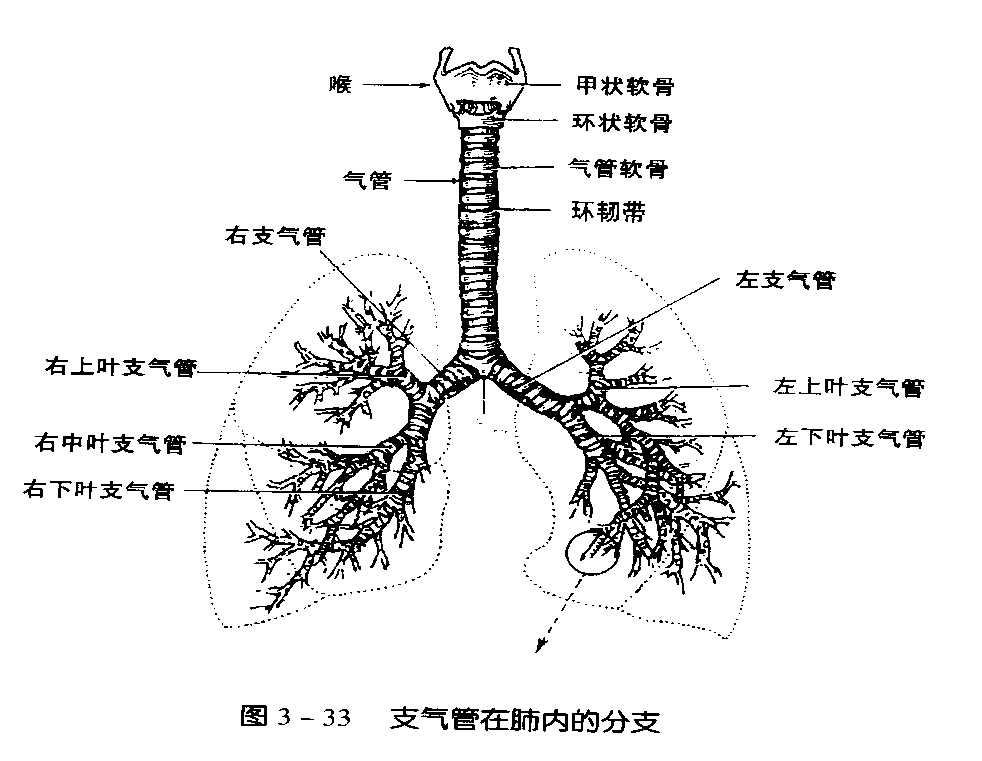 喉
甲状软骨
环状软骨
气管软骨
气管
环韧带
右支气管
左支气管
右上叶支气管
左上叶支气管
右中叶支气管
左下叶支气管
右下叶支气管
图 3-33 支气管在肺内的分支